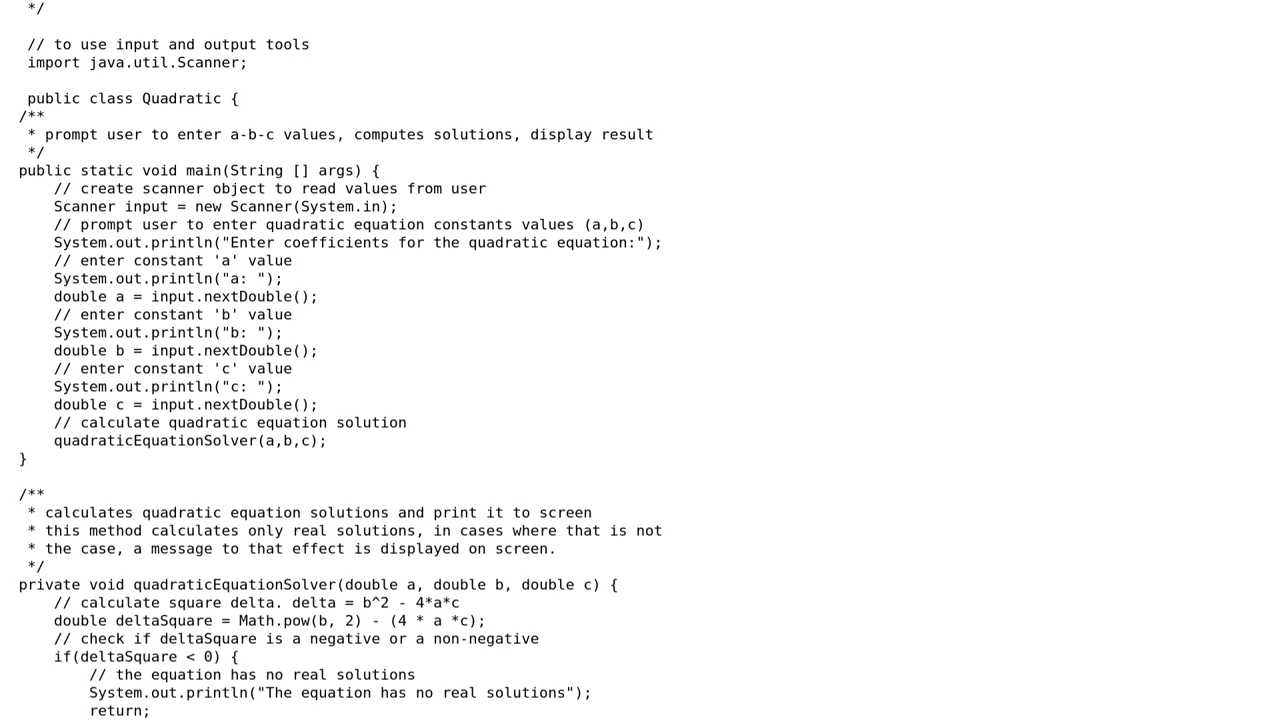 */
// to use input and output tools
import java.util.Scanner;
public class Quadratic {
/**
* prompt user to enter a-b-c values, computes solutions, display result
*/
public static void main(String [] args) {
// create scanner object to read values from user
Scanner input = new Scanner(System.in);
// prompt user to enter quadratic equation constants values (a,b,c)
System.out.println("Enter coefficients for the quadratic equation:");
// enter constant 'a' value
System.out.println("a: ");
double a = input.nextDouble();
// enter constant 'b' value
System.out.println("b: ");
double b = input.nextDouble();
// enter constant 'c' value
System.out.println("c: ");
double c = input.nextDouble();
// calculate quadratic equation solution
quadraticEquationSolver(a,b,c);
}
/**
* calculates quadratic equation solutions and print it to screen
* this method calculates only real solutions, in cases where that is not
* the case, a message to that effect is displayed on screen.
*/
private void quadraticEquationSolver(double a, double b, double c) {
// calculate square delta. delta = b^2 - 4*a*c
double deltaSquare = Math.pow(b, 2) - (4 * a *c);
// check if deltaSquare is a negative or a non-negative
if(deltaSquare < 0) {
// the equation has no real solutions
System.out.println("The equation has no real solutions");
return;